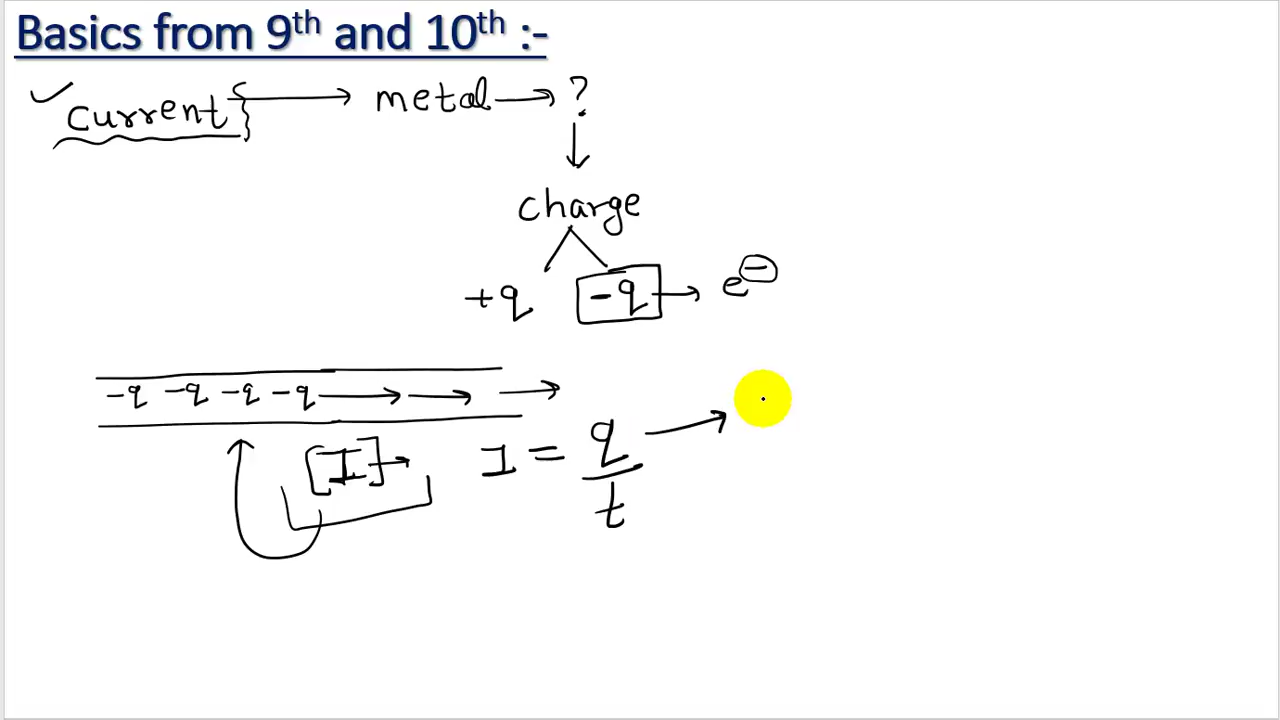 Basics from 9th and 10th :-
Current → metal → ?
charge
+q -q → e⁻
-q -q -q -q
[I] I = q/t